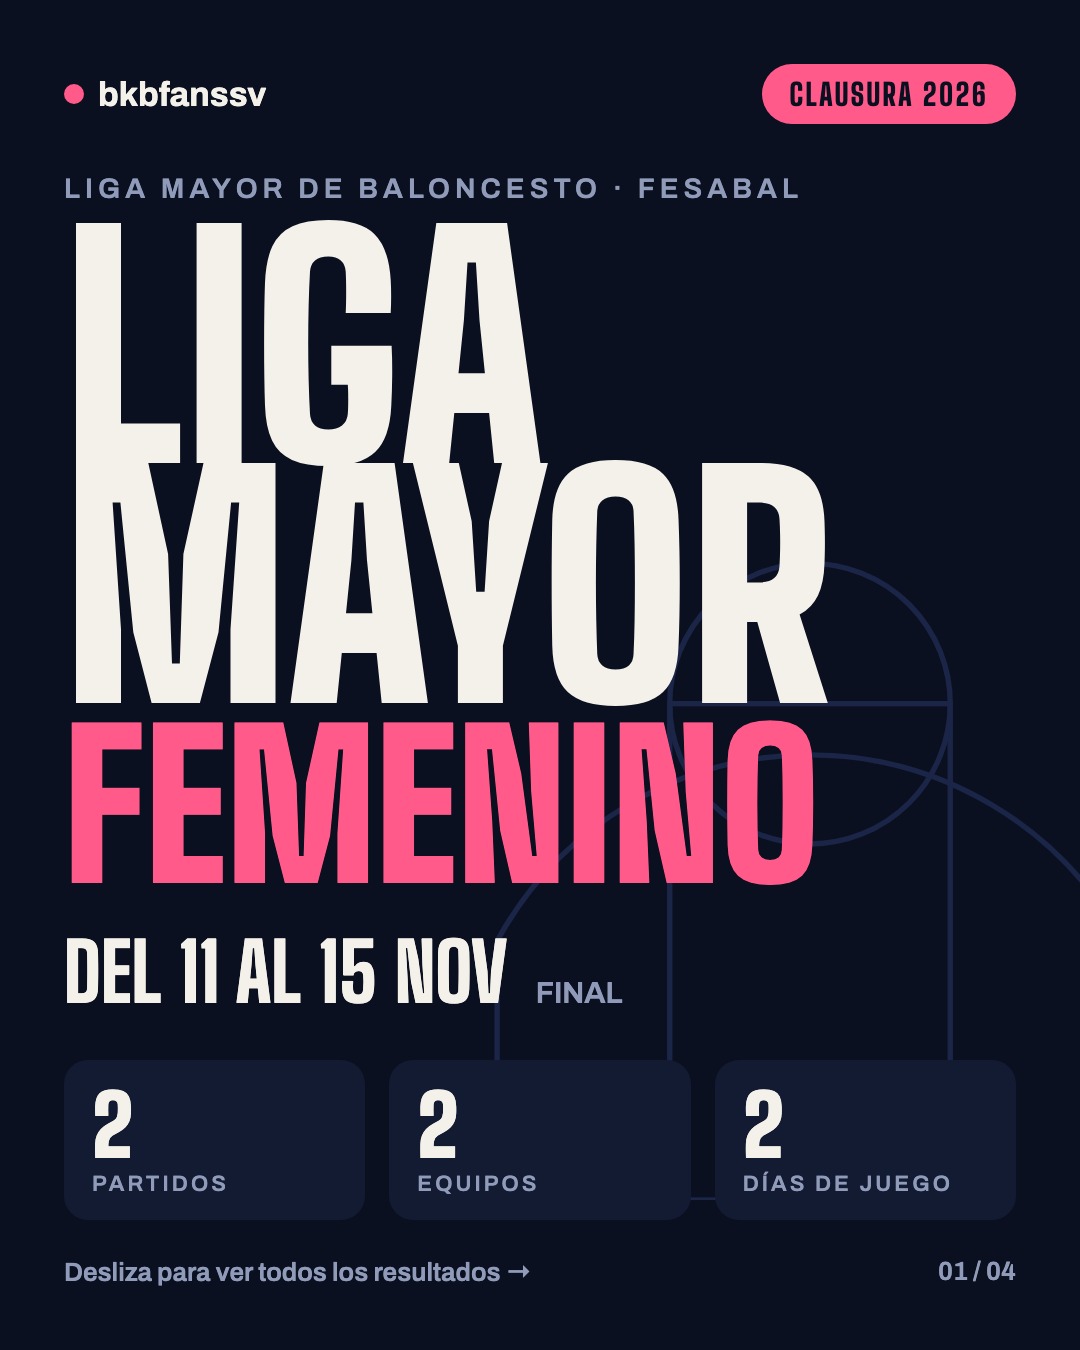 bkbfanssv
CLAUSURA 2026
LIGA MAYOR DE BALONCESTO · FESABAL
LIGA
MAYOR
FEMENINO
DEL 11 AL 15 NOV FINAL
2
PARTIDOS
2
EQUIPOS
2
DÍAS DE JUEGO
Desliza para ver todos los resultados →
01 / 04